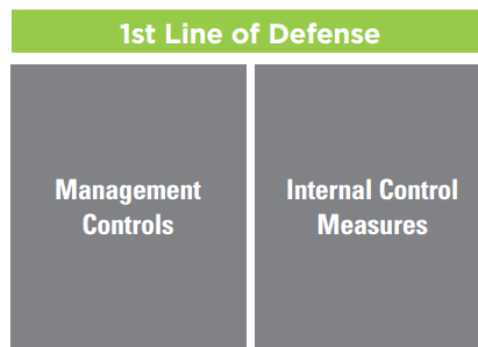 1st Line of Defense
Management
Controls
Internal Control
Measures